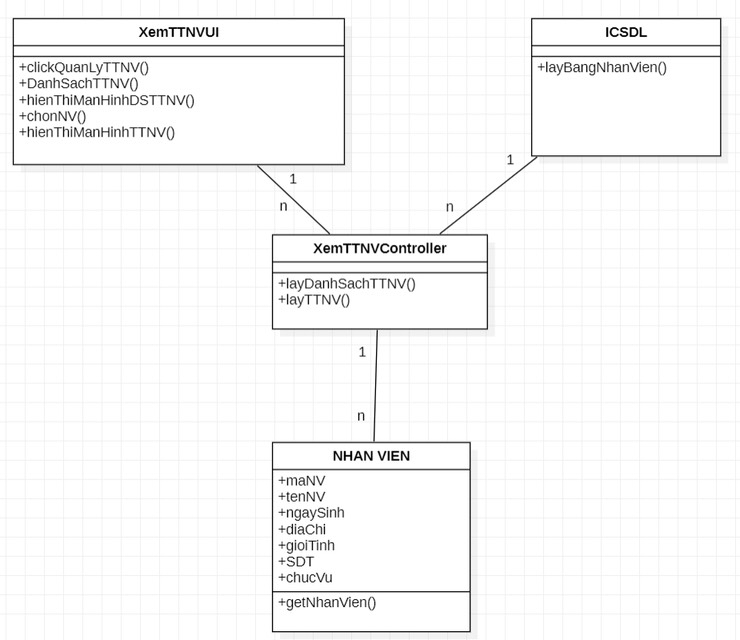 XemTTNVUI
+clickQuanLyTTNV()
+DanhSachTTNV()
+hienThiManHinhDSTTNV()
+chonNV()
+hienThiManHinhTTNV()
ICSDL
+layBangNhanVien()
1
n
1
n
XemTTNVController
+layDanhSachTTNV()
+layTTNV()
1
n
NHAN VIEN
+maNV
+tenNV
+ngaySinh
+diaChi
+gioiTinh
+SDT
+chucVu
+getNhanVien()